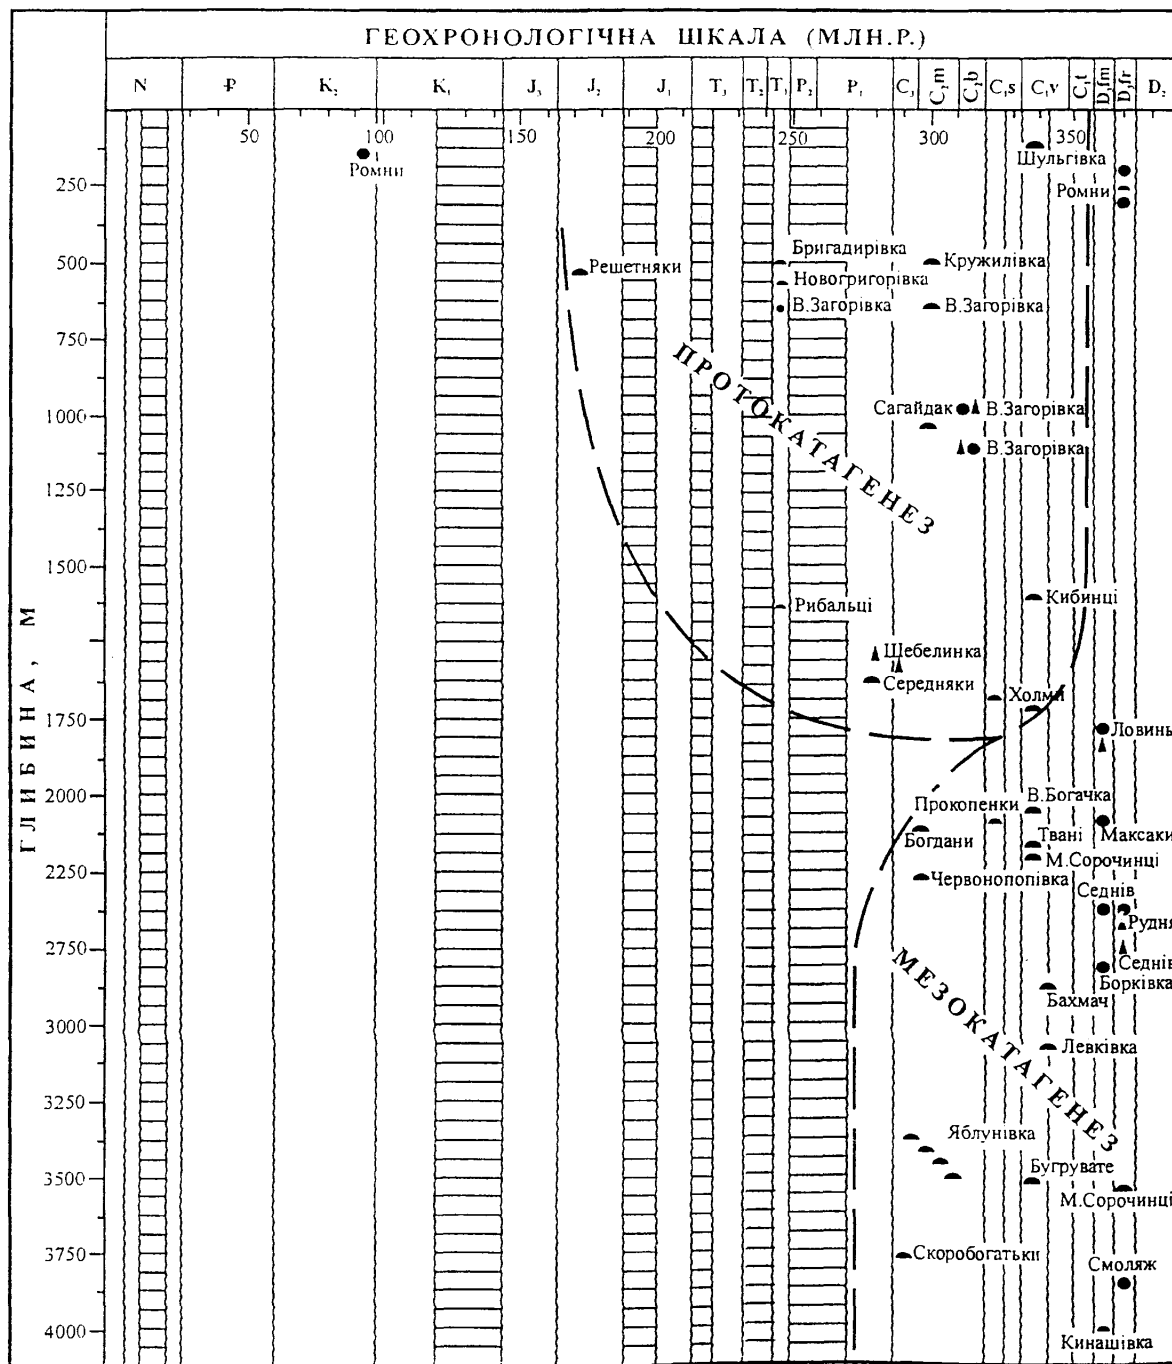 ГЕОХРОНОЛОГІЧНА ШКАЛА (МЛН.Р.)
N P K₂ K₁ J₃ J₂ J₁ T₃ T₂ T₁ P₂ P₁ C₃ C₂m C₂b C₁s C₁v C₁t D₃fm D₃fr D₂
50 100 150 200 250 300 350
Ромни
Шульгівка
250
Ромни
Бригадирівка
Кружилівка
500
Решетняки
Новогригорівка
В.Загорівка
В.Загорівка
750
ПРОТОКАТАГЕНЕЗ
1000
Сагайдак
В.Загорівка
В.Загорівка
1250
1500
Кибинці
Рибальці
ГЛИБИНА, М
Шебелинка
Середняки
Холми
1750
Ловинь
2000
В.Богачка
Прокопенки
Богдани
Твані
Максаки
М.Сорочинці
2250
Червонопопівка
Седнів
Рудня
2750
Седнів
Борківка
МЕЗОКАТАГЕНЕЗ
Бахмач
3000
Левківка
3250
Яблунівка
Бугрувате
3500
М.Сорочинці
3750
Скоробогатьки
Смоляж
4000
Кинашівка